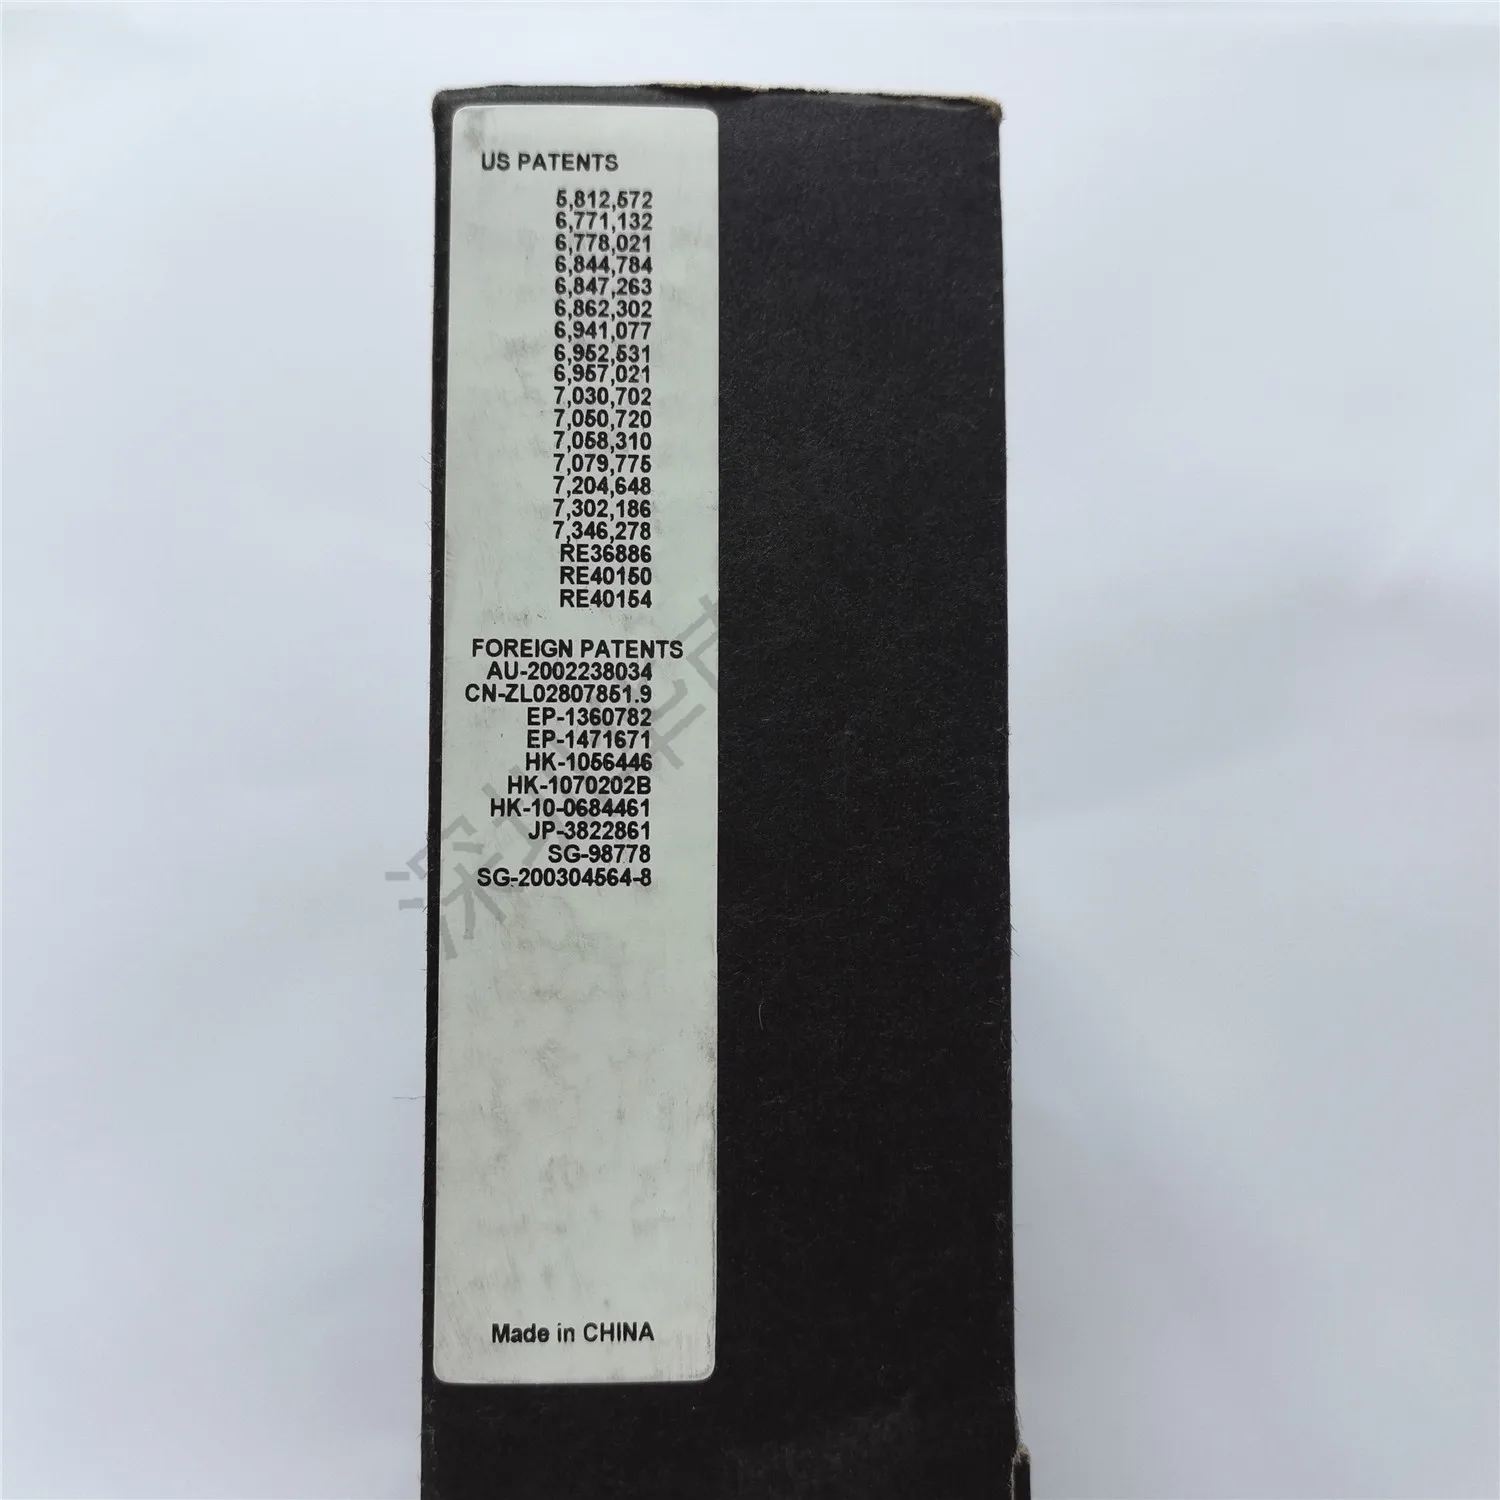 US PATENTS
5,812,572
6,771,132
6,778,021
6,844,784
6,847,263
6,862,302
6,941,077
6,952,531
6,957,021
7,030,702
7,050,720
7,058,310
7,079,775
7,204,648
7,302,186
7,346,278
RE36886
RE40150
RE40154
FOREIGN PATENTS
AU-2002238034
CN-ZL02807851.9
EP-1360782
EP-1471671
HK-1056446
HK-1070202B
HK-10-0684461
JP-3822861
SG-98778
SG-200304564-8
深圳
Made in CHINA